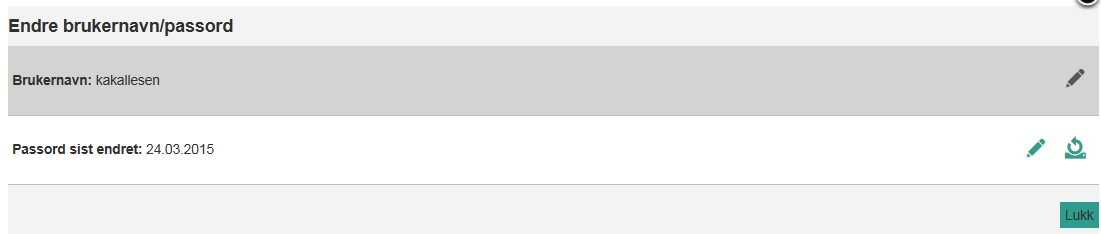 Endre brukernavn/passord
Brukernavn: kakallesen
Passord sist endret: 24.03.2015
Lukk